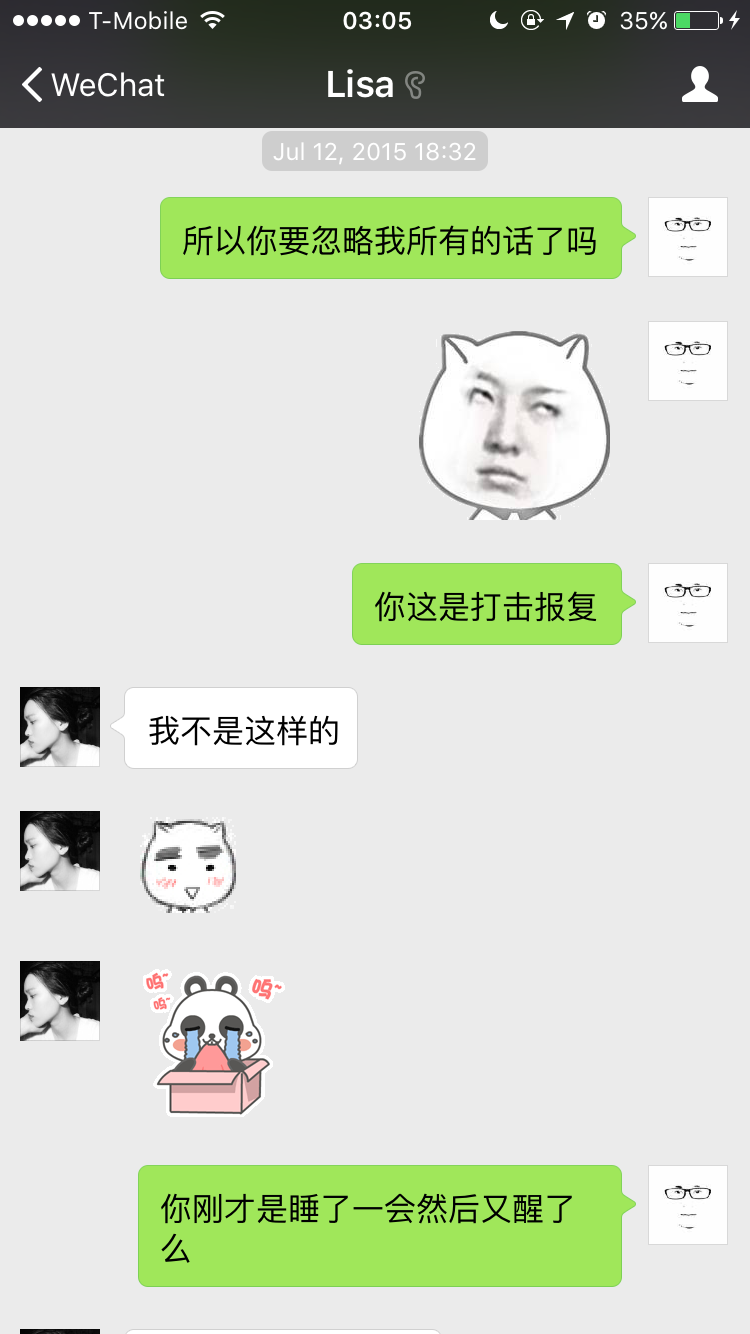 T-Mobile 03:05 35%
WeChat Lisa
Jul 12, 2015 18:32
所以你要忽略我所有的话了吗
你这是打击报复
我不是这样的
呜~ 呜~
呜~
你刚才是睡了一会然后又醒了
么